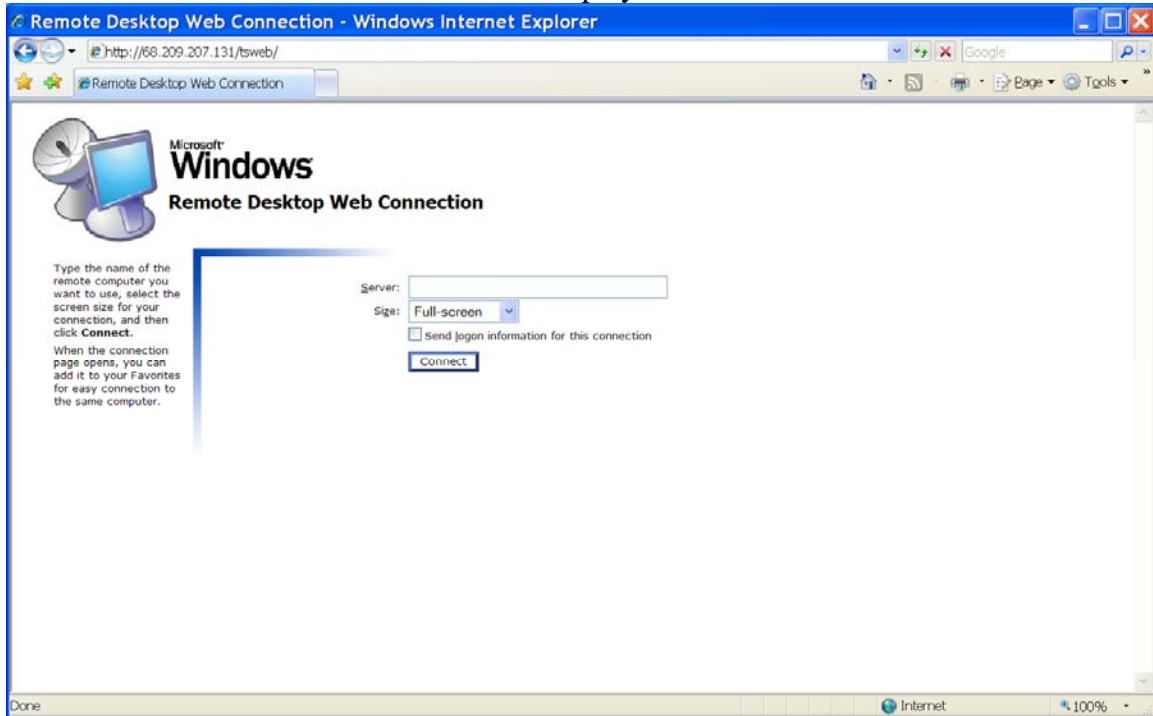 Remote Desktop Web Connection - Windows Internet Explorer
http://68.209.207.131/tsweb/
Google
Remote Desktop Web Connection
Page
Tools
»
Microsoft
Windows
Remote Desktop Web Connection
Type the name of the
remote computer you
want to use, select the
screen size for your
connection, and then
click Connect.
When the connection
page opens, you can
add it to your Favorites
for easy connection to
the same computer.
Server:
Size: Full-screen
Send logon information for this connection
Connect
Done
Internet
100%